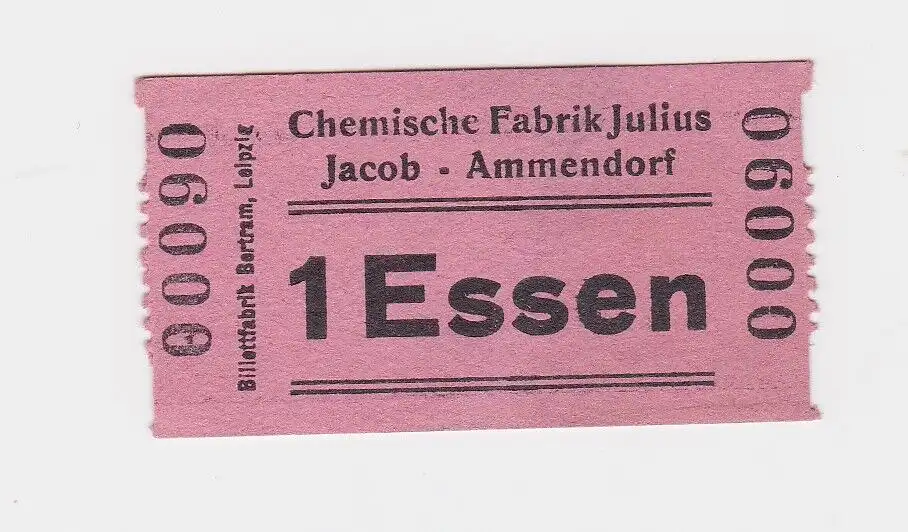 00090
Billettfabrik Bertram, Leipzig
Chemische Fabrik Julius
Jacob - Ammendorf
1 Essen
00090